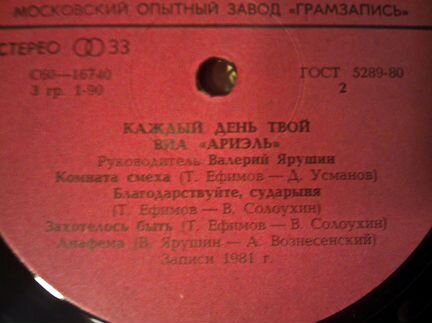 МОСКОВСКИЙ ОПЫТНЫЙ ЗАВОД «ГРАМЗАПИСЬ»
СТЕРЕО 33
С60—16740 ГОСТ 5289-80
3 гр. 1-90 2
КАЖДЫЙ ДЕНЬ ТВОЙ
ВИА «АРИЭЛЬ»
Руководитель Валерий Ярушин
Комната смеха (Т. Ефимов — Д. Усманов)
Благодарствуйте, сударыня
(Т. Ефимов — В. Солоухин)
Захотелось быть (Т. Ефимов — В. Солоухин)
Анафема (В. Ярушин — А. Вознесенский)
Записи 1981 г.